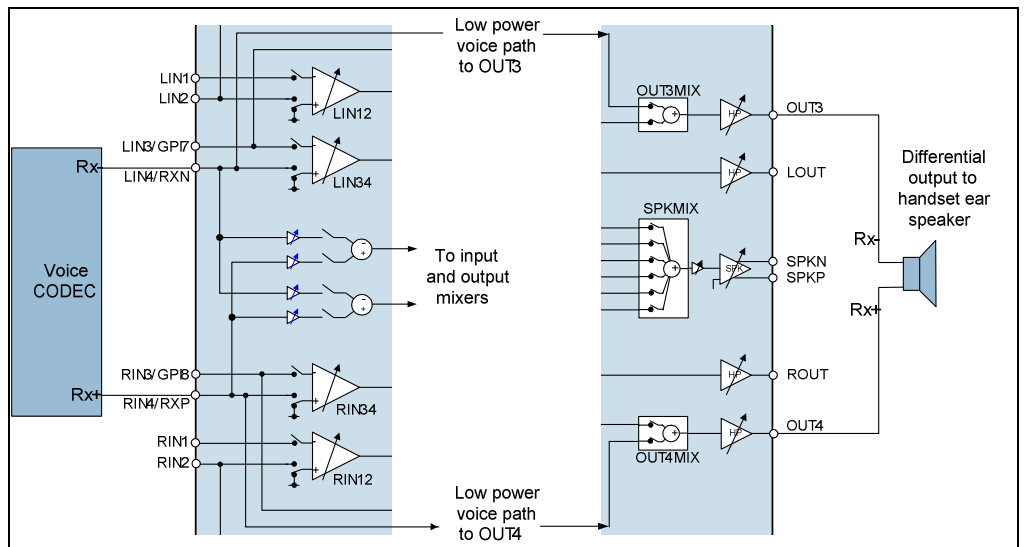 Low power
voice path
to OUT3
LIN1
LIN2
LIN12
LIN3/GPI7
LIN4/RXN
LIN34
Voice
CODEC
Rx-
Rx+
To input
and output
mixers
RIN3/GPI8
RIN4/RXP
RIN34
RIN1
RIN2
RIN12
Low power
voice path
to OUT4
OUT3MIX
HP
OUT3
HP
LOUT
SPKMIX
SPK
SPKN
SPKP
HP
ROUT
OUT4MIX
HP
OUT4
Differential
output to
handset ear
speaker
Rx-
Rx+